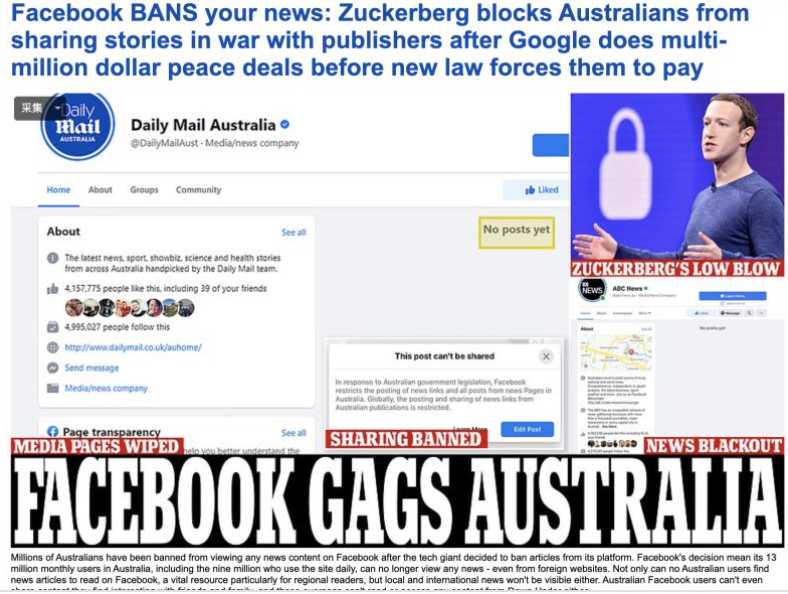 Facebook BANS your news: Zuckerberg blocks Australians from
sharing stories in war with publishers after Google does multi-
million dollar peace deals before new law forces them to pay
采集
Daily
Mail
AUSTRALIA
Daily Mail Australia
@DailyMailAust · Media/news company
Home About Groups Community
Liked
About
See all
No posts yet
The latest news, sport, showbiz, science and health stories
from across Australia handpicked by the Daily Mail team.
4,157,775 people like this, including 39 of your friends
4,995,027 people follow this
http://www.dailymail.co.uk/auhome/
Send message
Media/news company
Page transparency
See all
help you better understand the
This post can't be shared
In response to Australian government legislation, Facebook
restricts the posting of news links and all posts from news Pages in
Australia. Globally, the posting and sharing of news links from
Australian publications is restricted.
Learn More
Edit Post
ZUCKERBERG'S LOW BLOW
NEWS
ABC News
About
No posts yet
MEDIA PAGES WIPED
SHARING BANNED
NEWS BLACKOUT
FACEBOOK GAGS AUSTRALIA
Millions of Australians have been banned from viewing any news content on Facebook after the tech giant decided to ban articles from its platform. Facebook's decision mean its 13
million monthly users in Australia, including the nine million who use the site daily, can no longer view any news - even from foreign websites. Not only can no Australian users find
news articles to read on Facebook, a vital resource particularly for regional readers, but local and international news won't be visible either. Australian Facebook users can't even